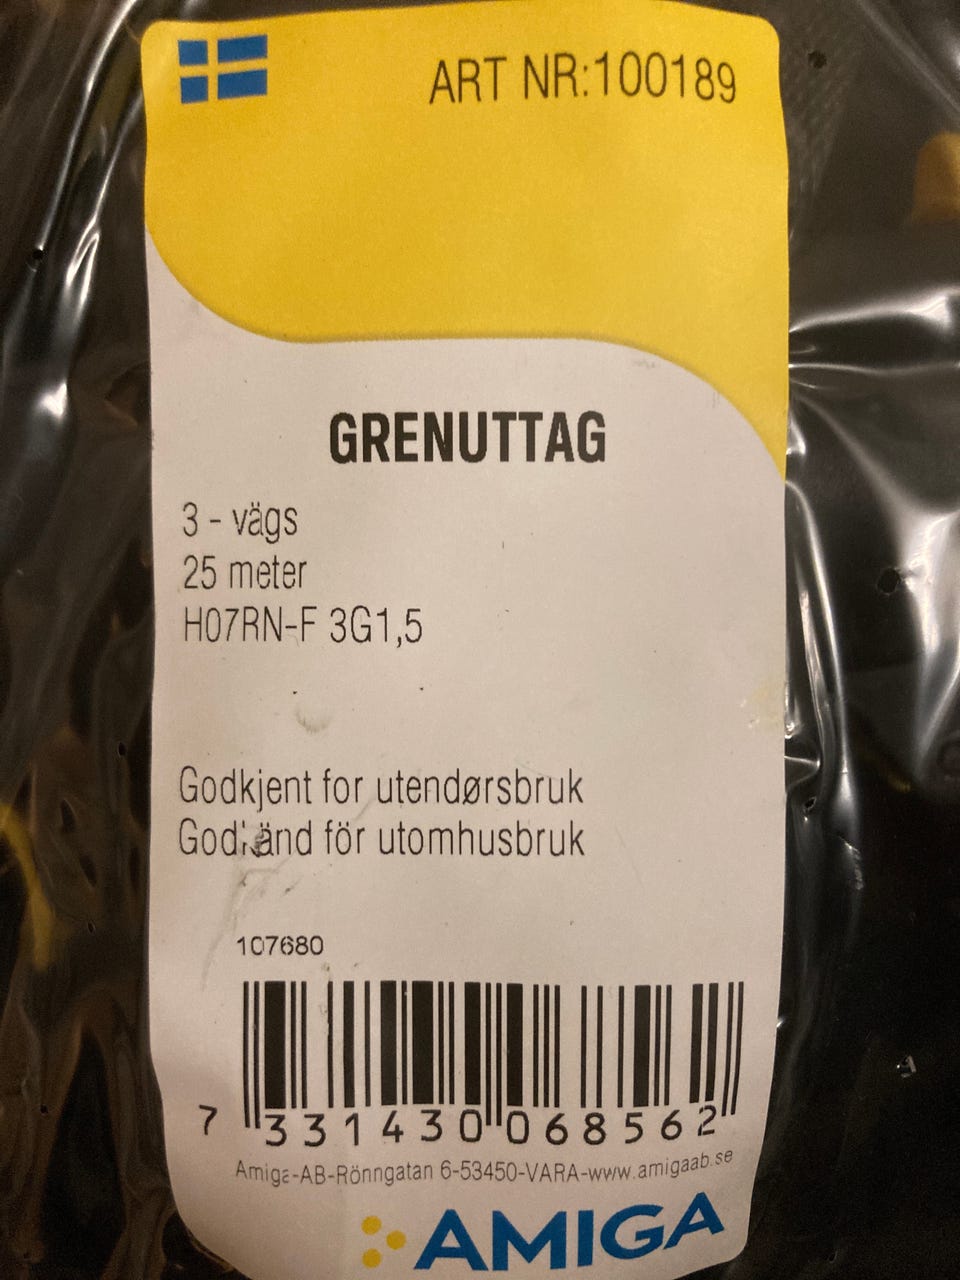 ART NR:100189
GRENUTTAG
3 - vägs
25 meter
H07RN-F 3G1,5
Godkjent for utendørsbruk
Godkänd för utomhusbruk
107680
7 331430 068562
Amiga-AB-Rönngatan 6-53450-VARA-www.amigaab.se
AMIGA